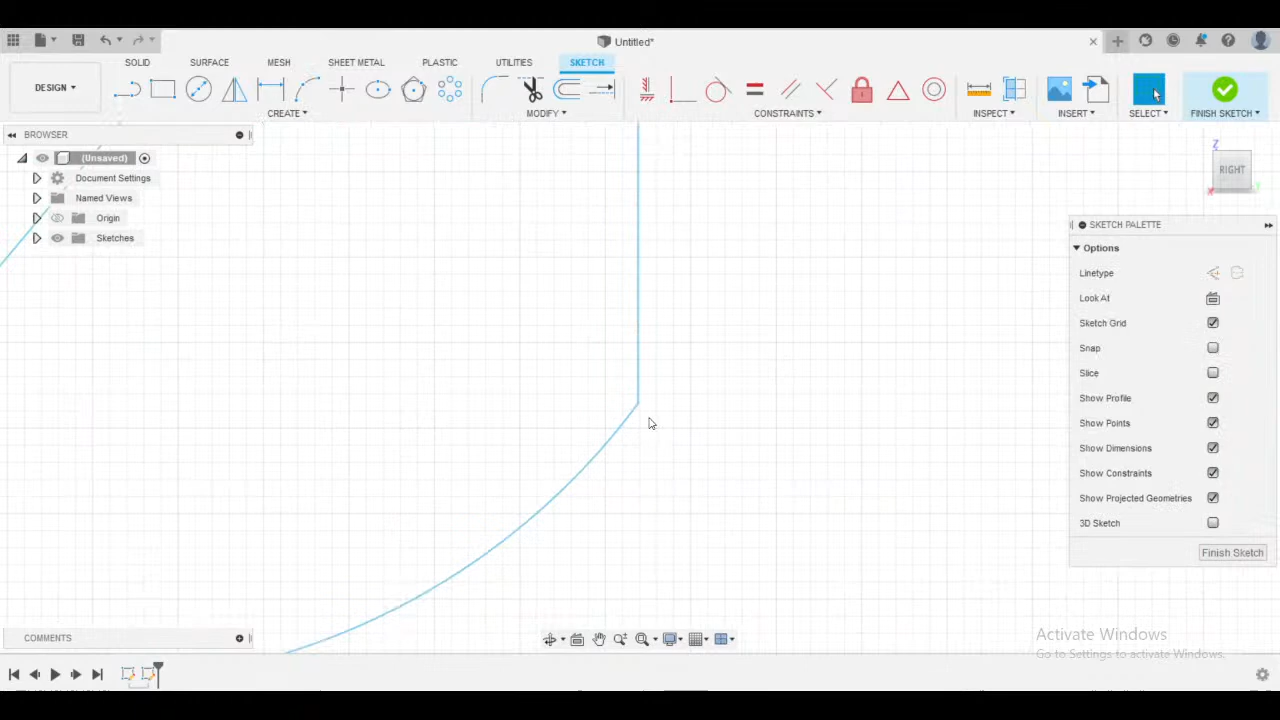 Untitled*
DESIGN
SOLID
SURFACE
MESH
SHEET METAL
PLASTIC
UTILITIES
SKETCH
CREATE
MODIFY
CONSTRAINTS
INSPECT
INSERT
SELECT
FINISH SKETCH
BROWSER
(Unsaved)
Document Settings
Named Views
Origin
Sketches
Z
RIGHT
X
Y
SKETCH PALETTE
Options
Linetype
Look At
Sketch Grid
Snap
Slice
Show Profile
Show Points
Show Dimensions
Show Constraints
Show Projected Geometries
3D Sketch
Finish Sketch
COMMENTS
Activate Windows
Go to Settings to activate Windows.